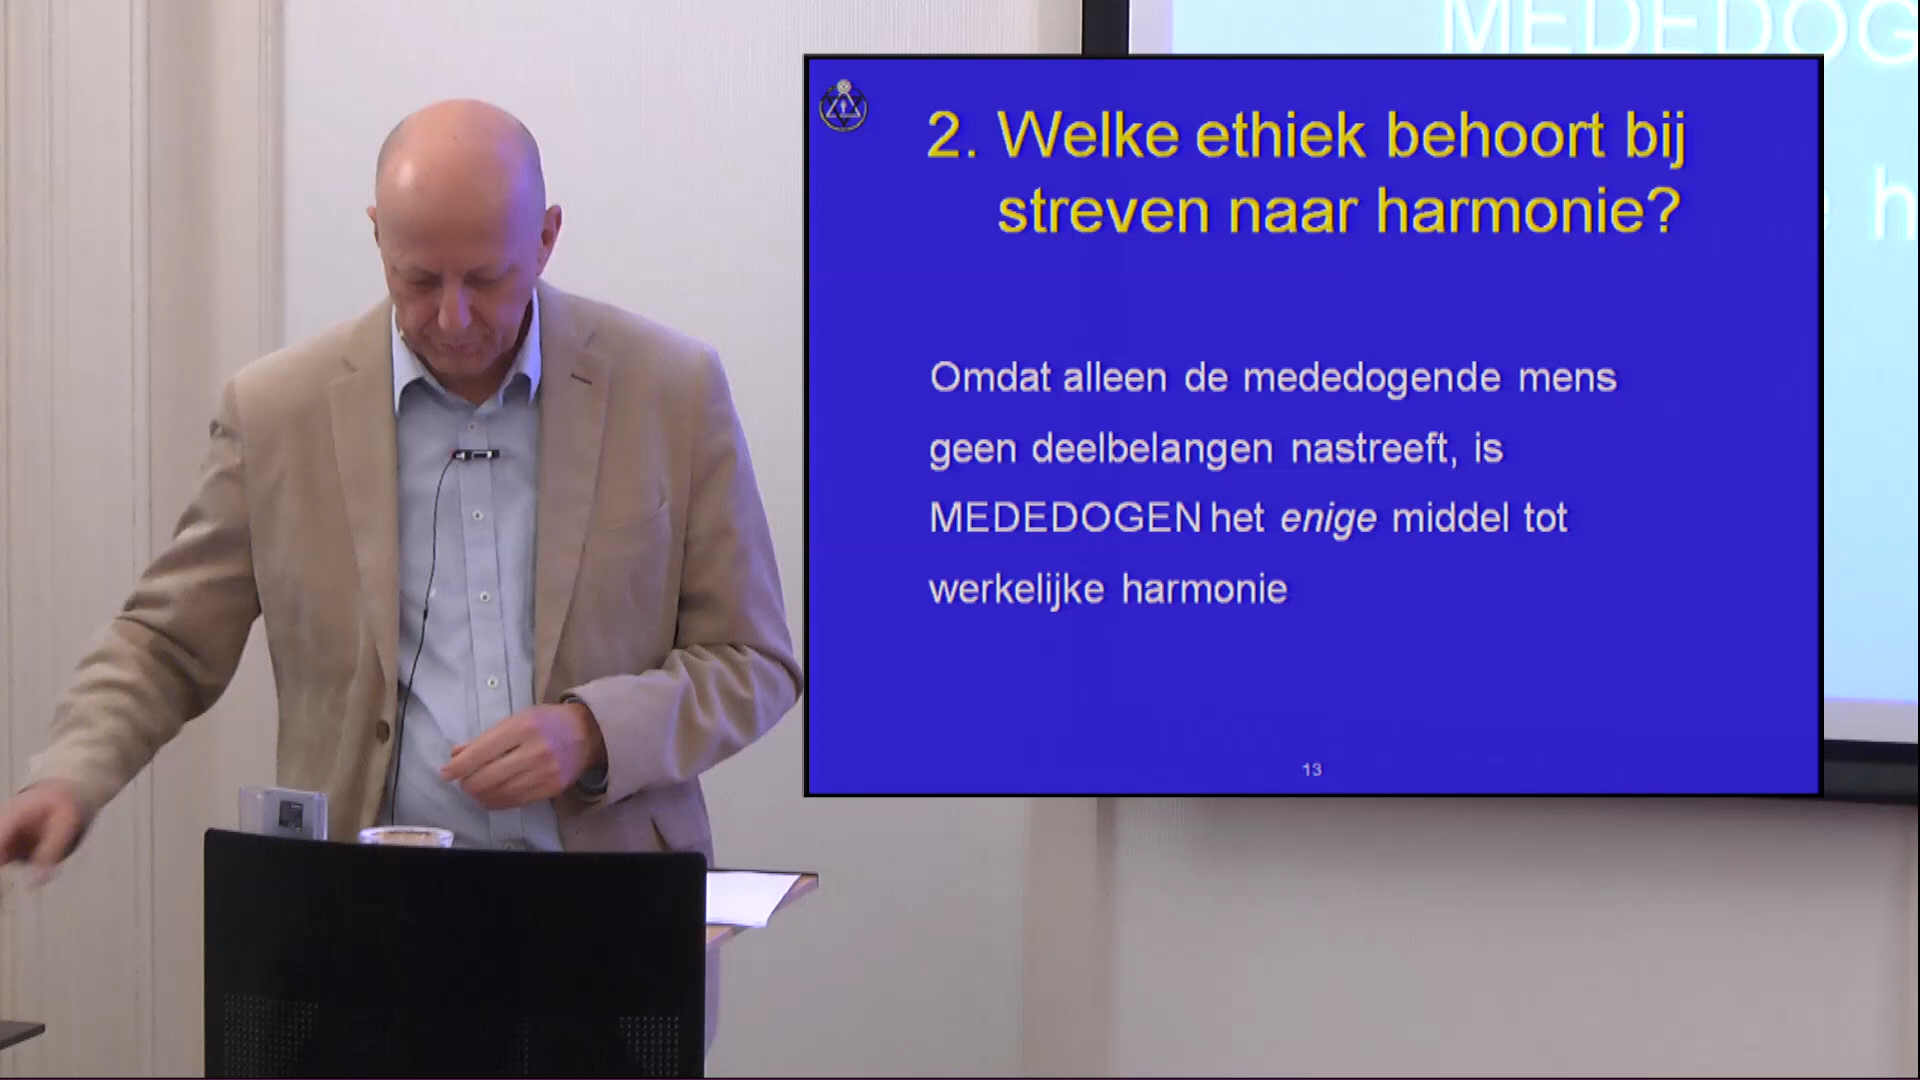 MEDEDOG
2. Welke ethiek behoort bij
streven naar harmonie?
h
Omdat alleen de mededogende mens
geen deelbelangen nastreeft, is
MEDEDOGEN het enige middel tot
werkelijke harmonie
13